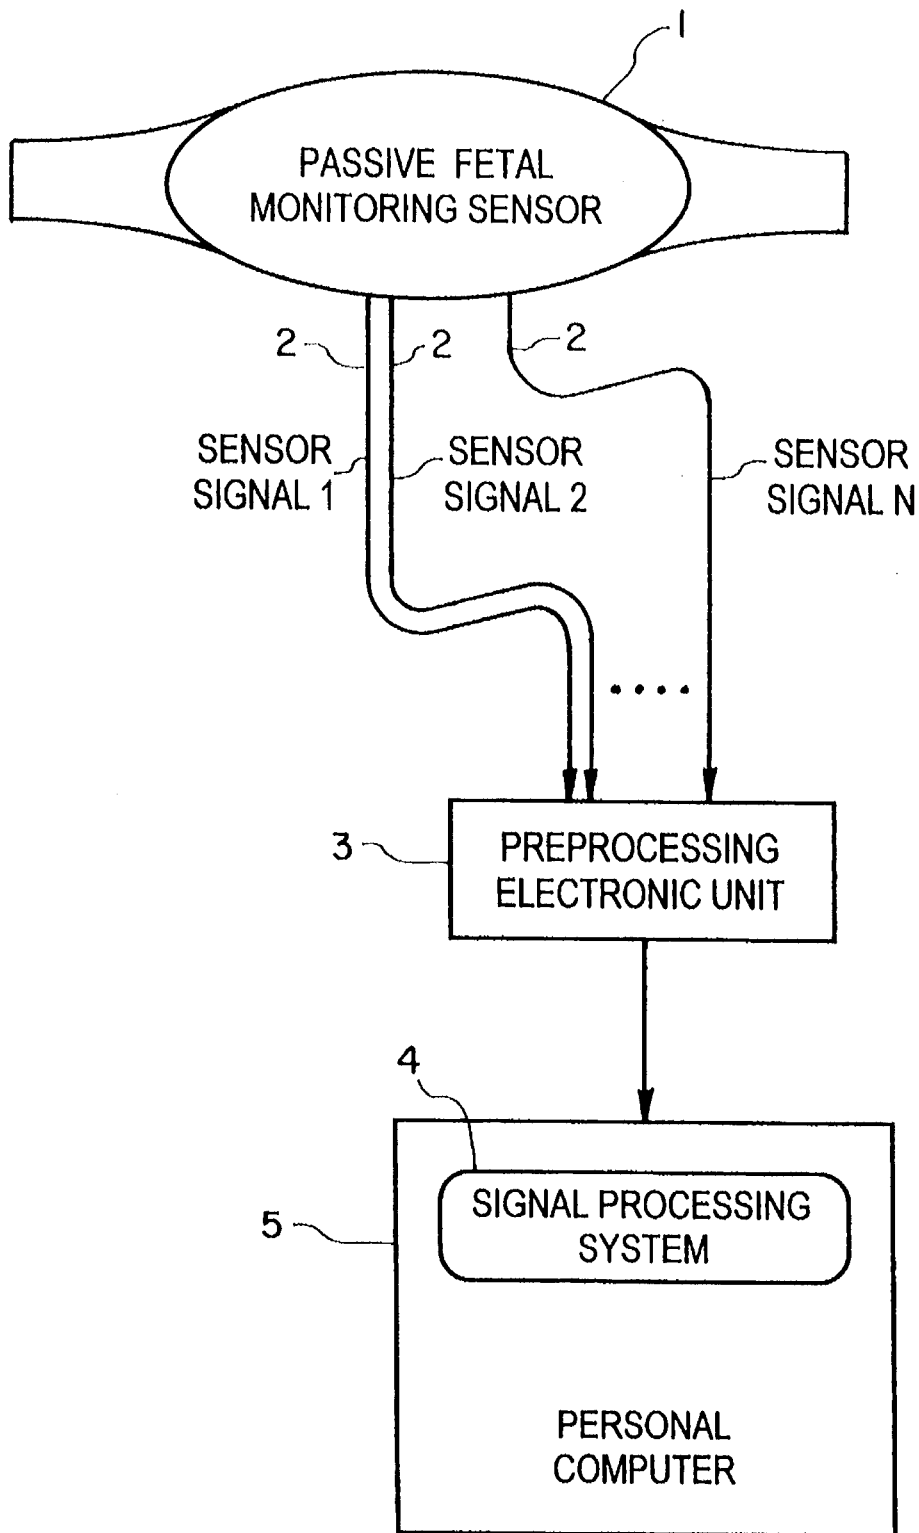 1
PASSIVE FETAL
MONITORING SENSOR
2
2
2
SENSOR
SIGNAL 1
SENSOR
SIGNAL 2
SENSOR
SIGNAL N
3
PREPROCESSING
ELECTRONIC UNIT
4
SIGNAL PROCESSING
SYSTEM
5
PERSONAL
COMPUTER